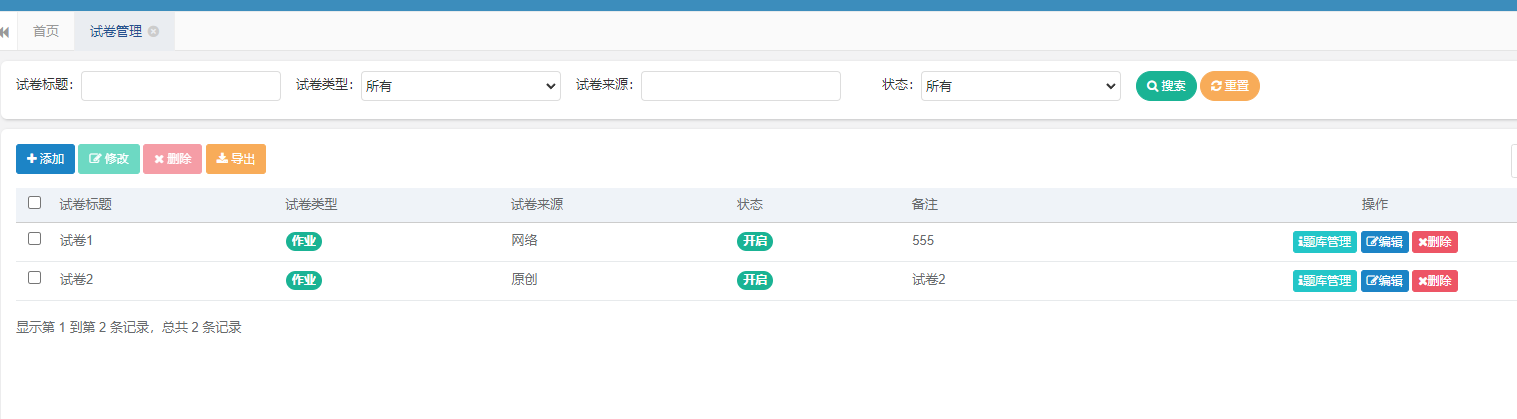 首页 试卷管理
试卷标题： 试卷类型： 所有 试卷来源： 状态： 所有 搜索 重置
添加 修改 删除 导出
试卷标题 试卷类型 试卷来源 状态 备注 操作
试卷1 作业 网络 开启 555 题库管理 编辑 删除
试卷2 作业 原创 开启 试卷2 题库管理 编辑 删除
显示第 1 到第 2 条记录，总共 2 条记录